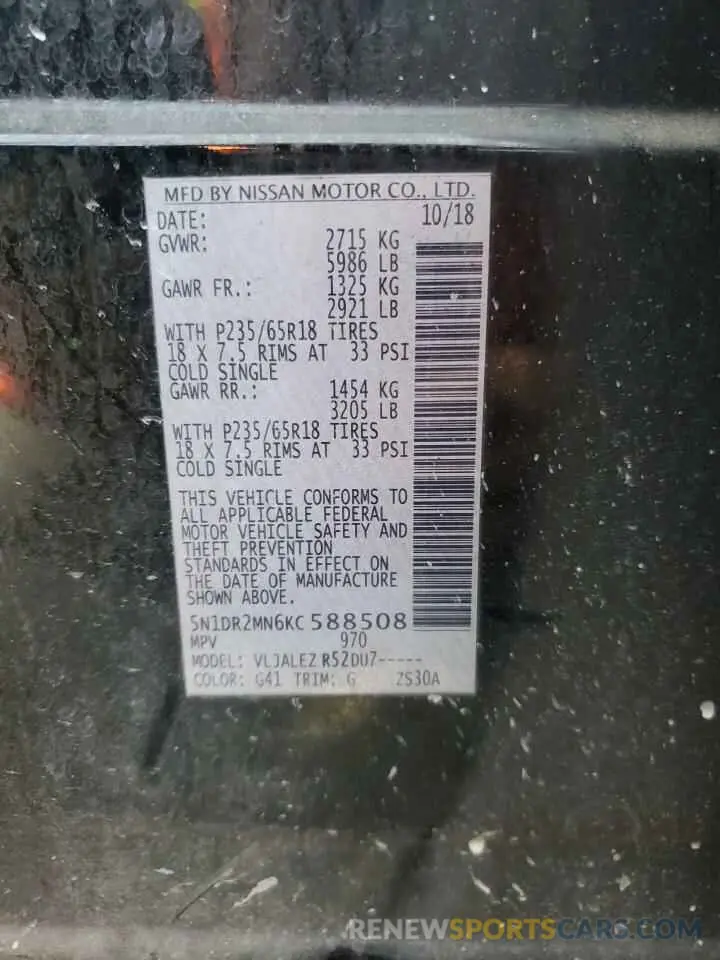 MFD BY NISSAN MOTOR CO., LTD.
DATE: 10/18
GVWR: 2715 KG
5986 LB
GAWR FR.: 1325 KG
2921 LB
WITH P235/65R18 TIRES
18 X 7.5 RIMS AT 33 PSI
COLD SINGLE
GAWR RR.: 1454 KG
3205 LB
WITH P235/65R18 TIRES
18 X 7.5 RIMS AT 33 PSI
COLD SINGLE
THIS VEHICLE CONFORMS TO
ALL APPLICABLE FEDERAL
MOTOR VEHICLE SAFETY AND
THEFT PREVENTION
STANDARDS IN EFFECT ON
THE DATE OF MANUFACTURE
SHOWN ABOVE.
5N1DR2MN6KC588508
MPV 970
MODEL: VLJALEZ R52DU7-----
COLOR: G41 TRIM: G ZS30A
RENEWSPORTSCARS.COM